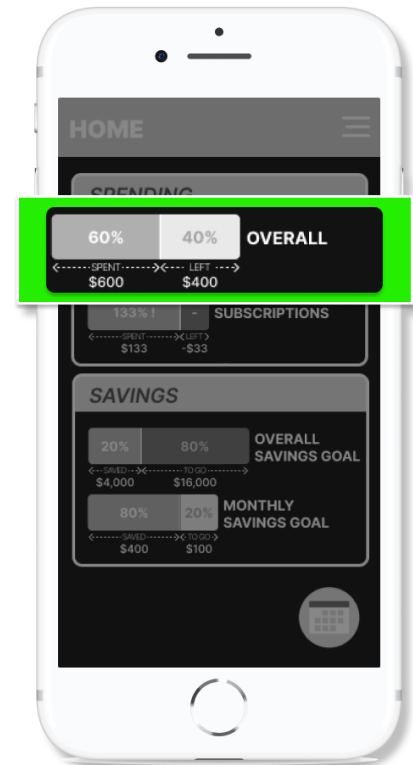 HOME
SPENDING
60% 40% OVERALL
SPENT LEFT
$600 $400
133% ! - SUBSCRIPTIONS
SPENT LEFT
$133 -$33
SAVINGS
20% 80% OVERALL
SAVINGS GOAL
SAVED TO GO
$4,000 $16,000
80% 20% MONTHLY
SAVINGS GOAL
SAVED TO GO
$400 $100